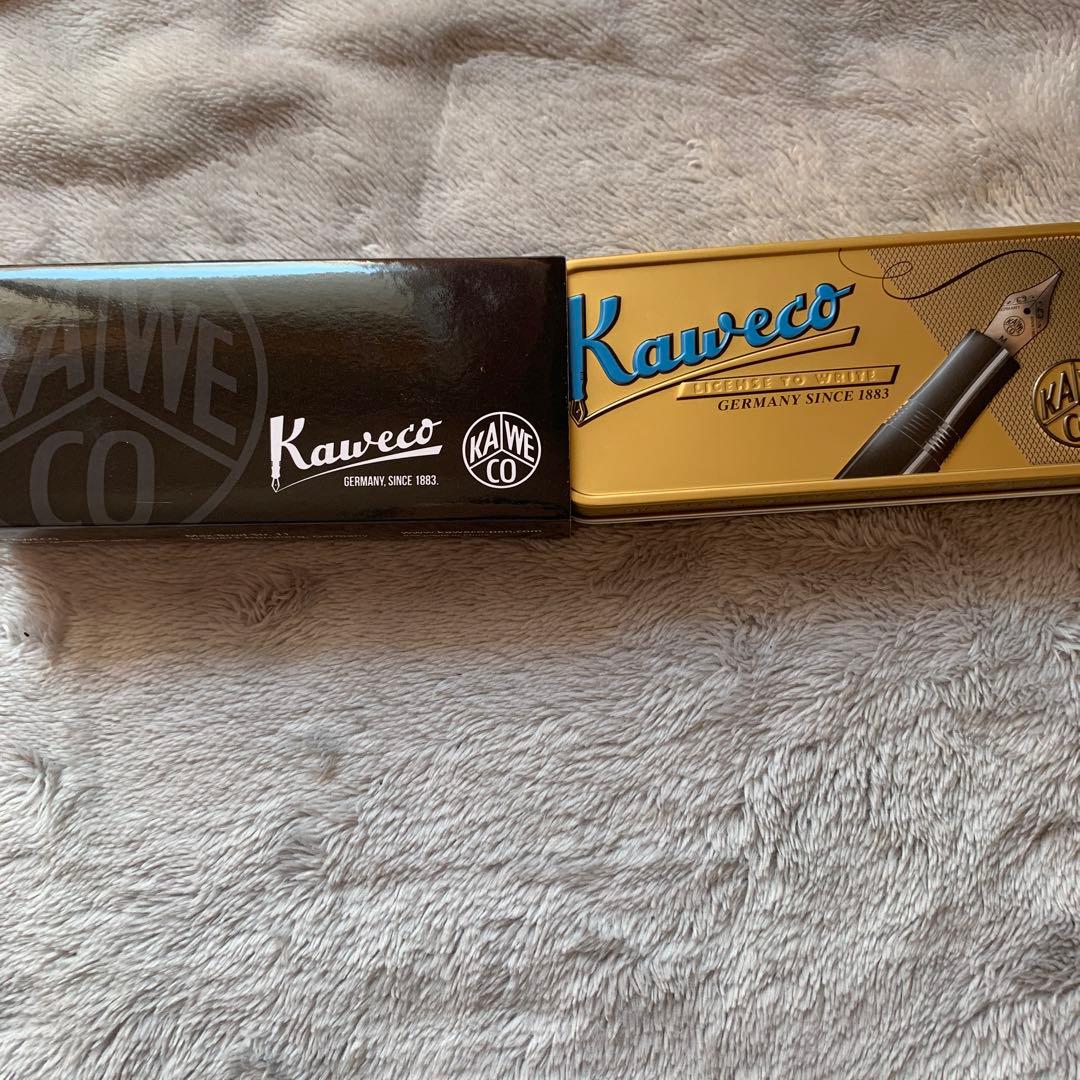 KAWE
CO
Kaweco
GERMANY, SINCE 1883.
KA WE
CO
www.kaweco-pen.com
Kaweco
LICENSE TO WRITE
GERMANY SINCE 1883
M
KA